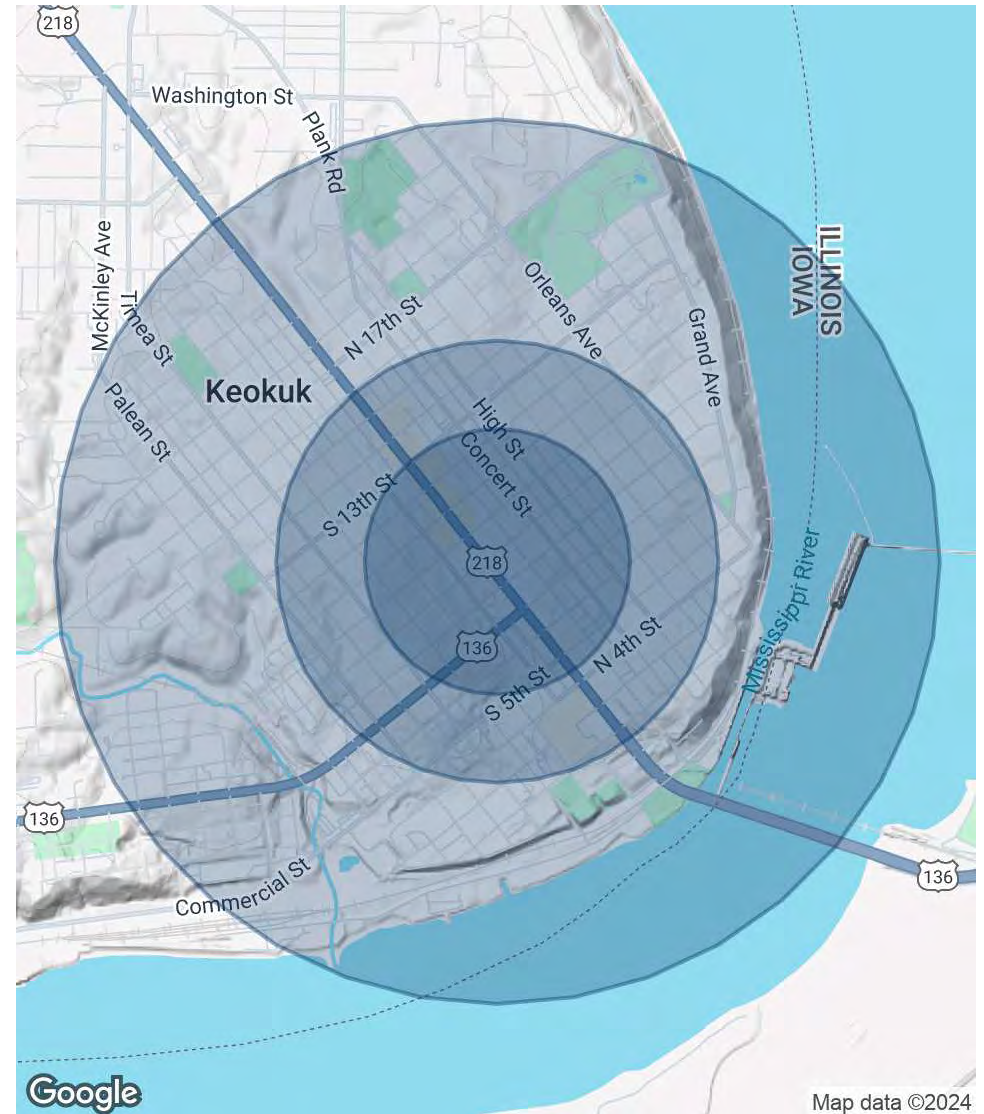 218
Washington St
Plank Rd
McKinley Ave
Timea St
Palean St
Keokuk
N 17th St
Orleans Ave
Grand Ave
ILLINOIS
IOWA
High St
Concert St
S 13th St
218
Mississippi River
136
N 4th St
S 5th St
136
Commercial St
136
Google
Map data ©2024